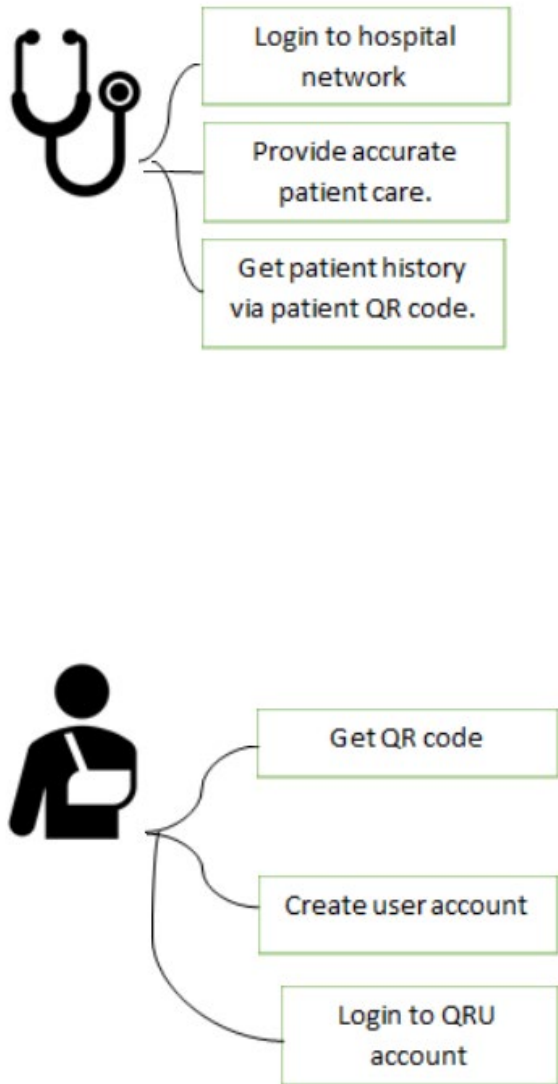 Login to hospital
network
Provide accurate
patient care.
Get patient history
via patient QR code.
Get QR code
Create user account
Login to QRU
account